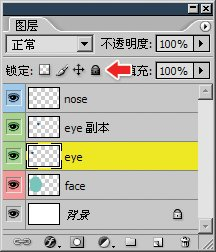 图层
正常 不透明度: 100%
锁定: 填充: 100%
nose
eye 副本
eye
face
背景